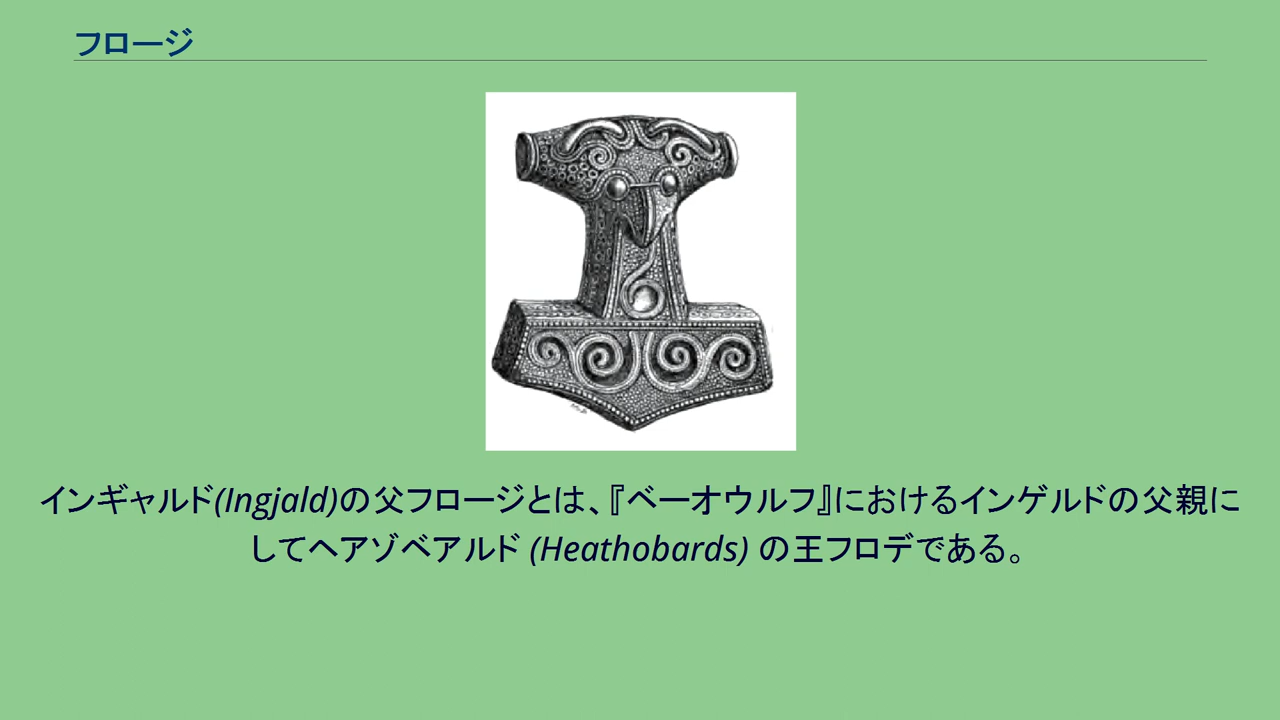 フロージ
インギャルド(Ingjald)の父フロージとは、『ベーオウルフ』におけるインゲルドの父親に
してヘアゾベアルド (Heathobards) の王フロデである。